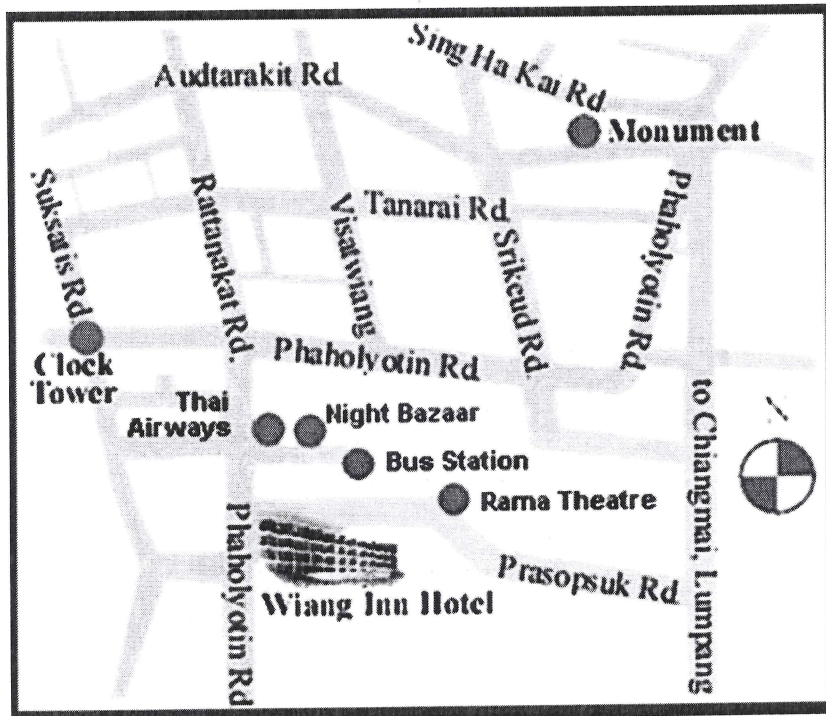 Sing Ha Kai Rd.
Audtarakit Rd.
Monument
Suksatis Rd.
Rattanakat Rd.
Visatwiang
Tanarai Rd.
Srikeud Rd.
Phaholyotin Rd.
Phaholyotin Rd.
Clock
Tower
Thai
Airways
Night Bazaar
Bus Station
Rama Theatre
to Chiangmai, Lumpang
Phaholyotin Rd
Prasopsuk Rd.
Wiang Inn Hotel